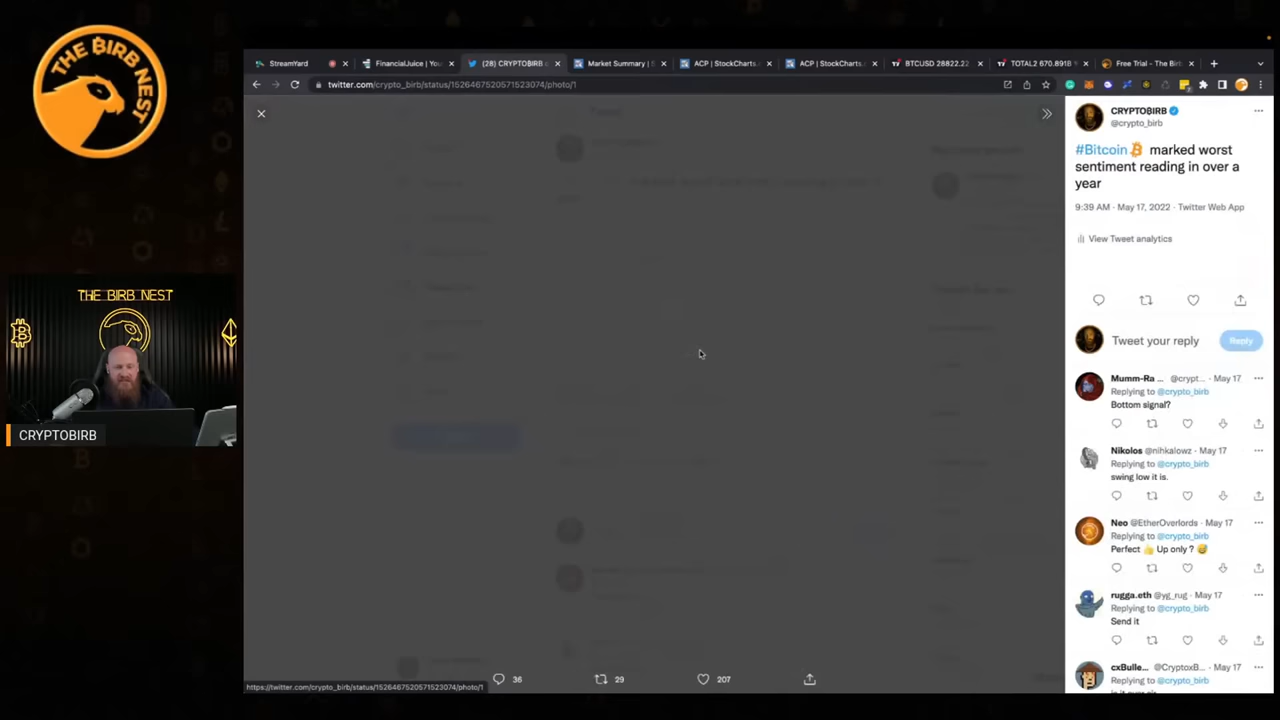 THE BIRB NEST
StreamYard
FinancialJuice | You
(28) CRYPTOBIRB
Market Summary | B
ACP | StockCharts.
ACP | StockCharts.
BTCUSD 28822.22
TOTAL2 670.891B
Free Trial - The Birb
twitter.com/crypto_birb/status/1526467520571523074/photo/1
CRYPTOBIRB
@crypto_birb
#Bitcoin marked worst
sentiment reading in over a
year
9:39 AM · May 17, 2022 · Twitter Web App
View Tweet analytics
THE BIRB NEST
CRYPTOBIRB
Tweet your reply
Reply
Mumm-Ra ... @crypt... · May 17
Replying to @crypto_birb
Bottom signal?
Nikolos @nihkalowz · May 17
Replying to @crypto_birb
swing low it is.
Neo @EtherOverlords · May 17
Replying to @crypto_birb
Perfect 👍 Up only ? 😅
rugga.eth @yg_rug · May 17
Replying to @crypto_birb
Send it
cxBulle... @CryptoxB... · May 17
Replying to @crypto_birb
36
29
207
https://twitter.com/crypto_birb/status/1526467520571523074/photo/1